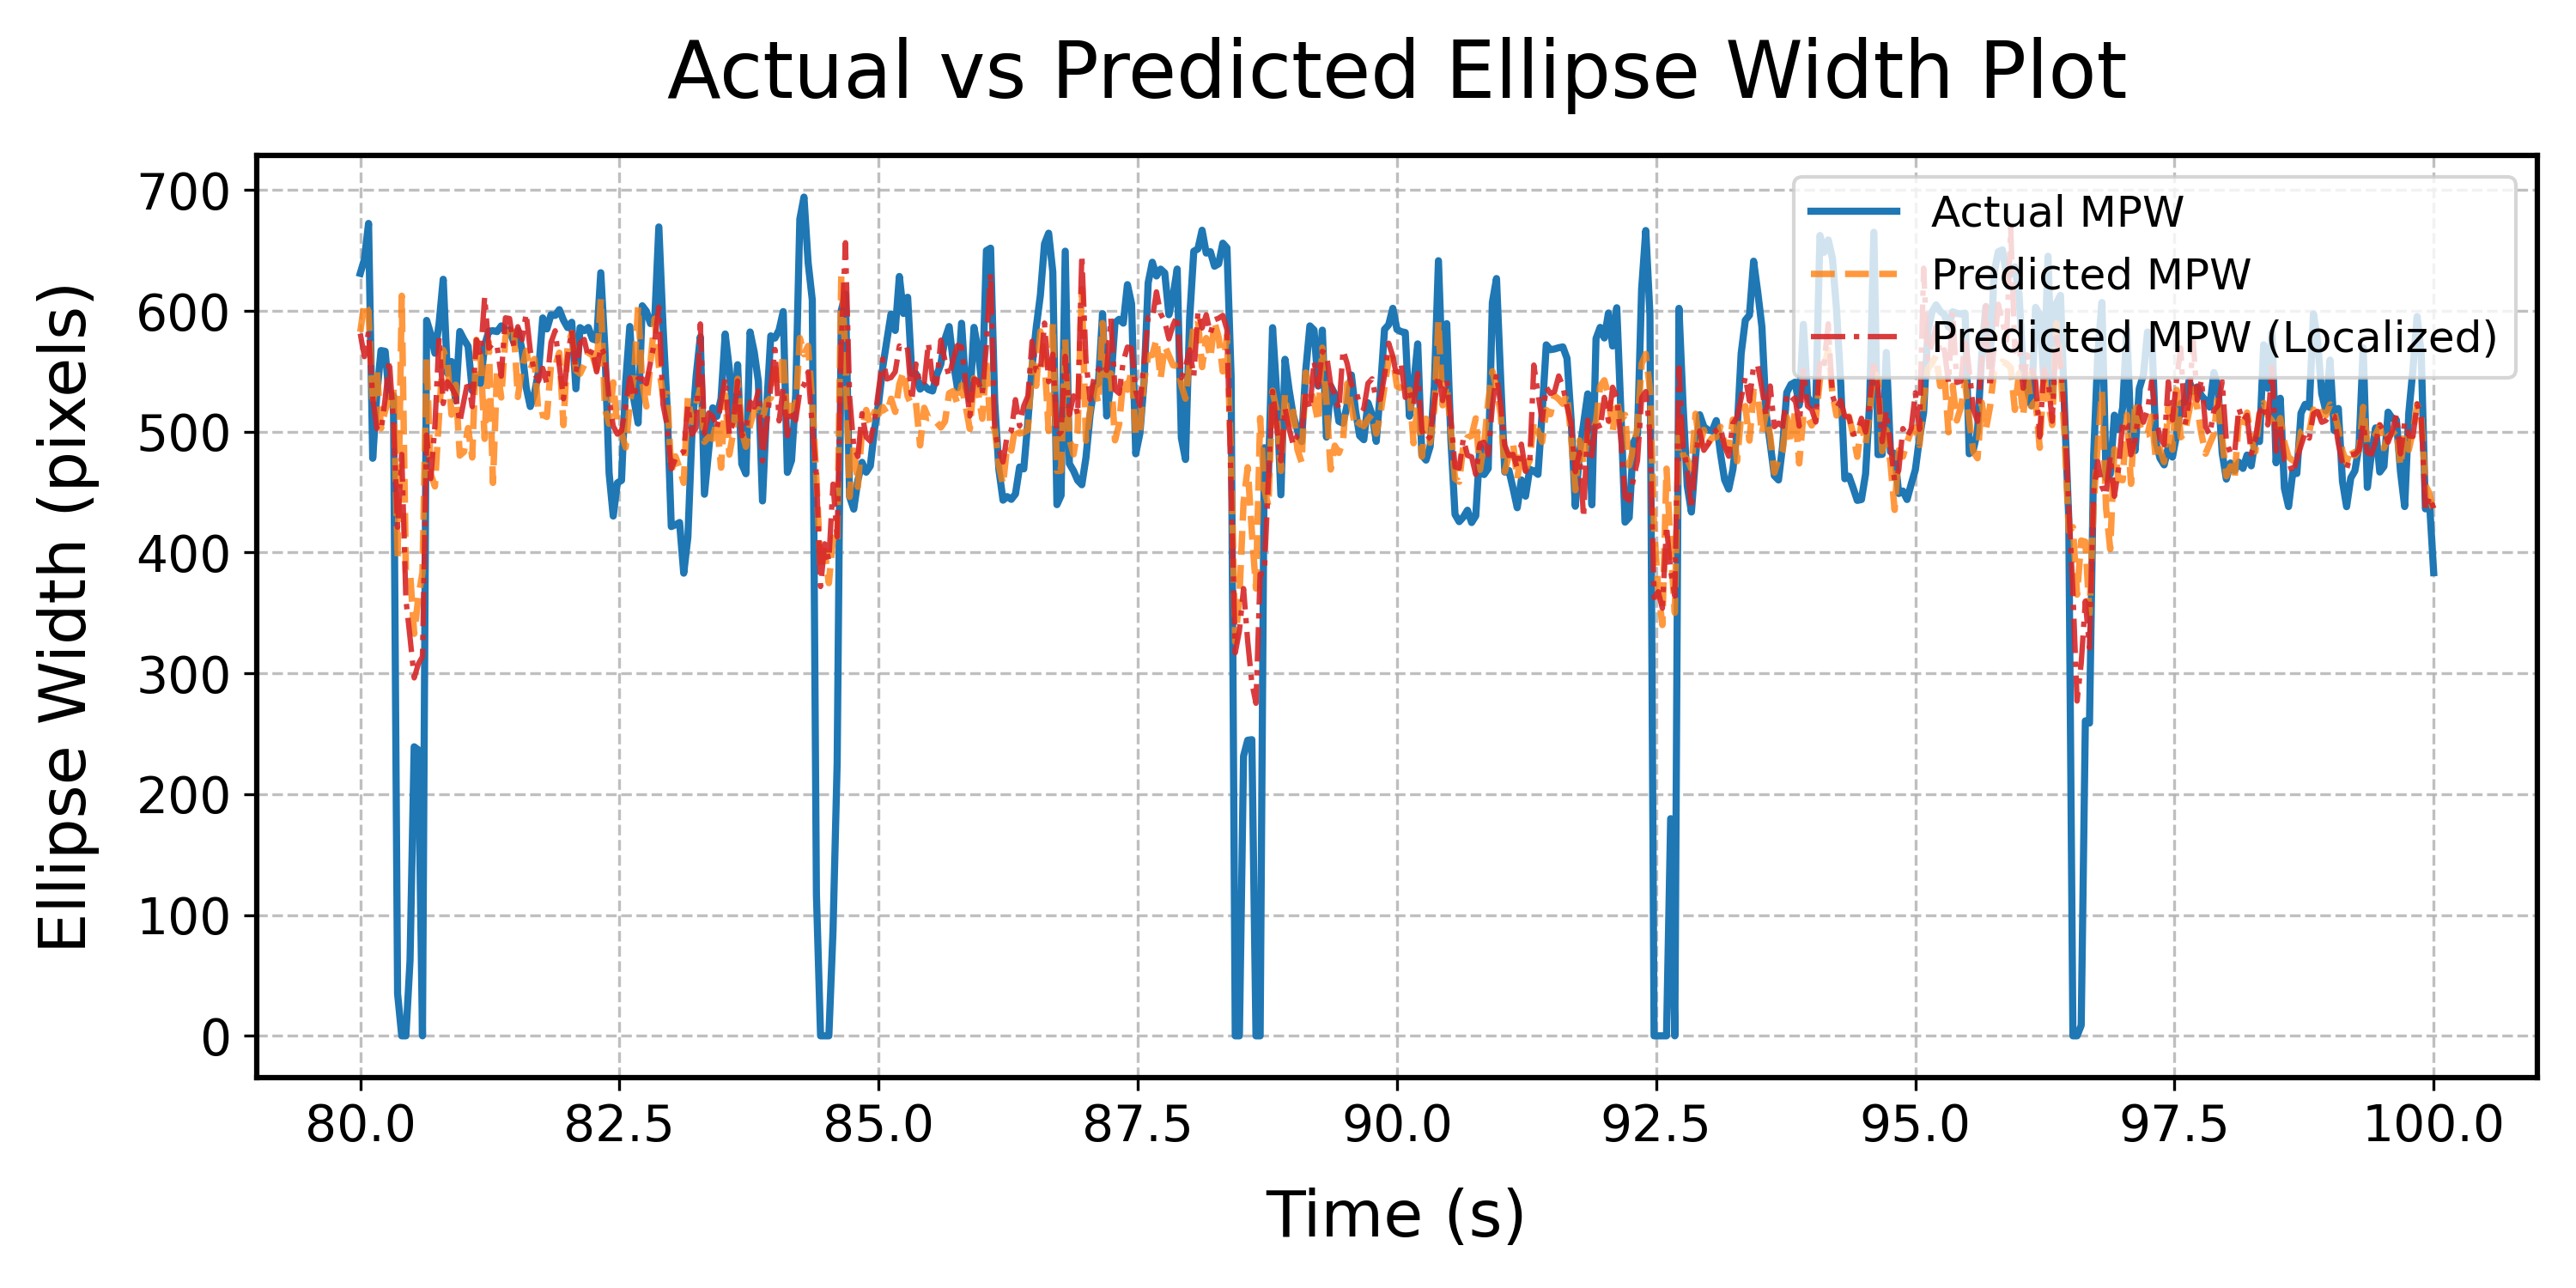 Actual vs Predicted Ellipse Width Plot
Ellipse Width (pixels)
700
600
500
400
300
200
100
0
Actual MPW
Predicted MPW
Predicted MPW (Localized)
80.0 82.5 85.0 87.5 90.0 92.5 95.0 97.5 100.0
Time (s)